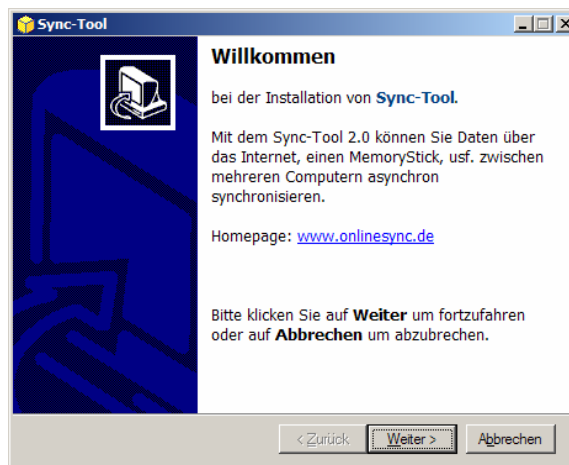 Sync-Tool
Willkommen
bei der Installation von Sync-Tool.
Mit dem Sync-Tool 2.0 können Sie Daten über
das Internet, einen MemoryStick, usf. zwischen
mehreren Computern asynchron
synchronisieren.
Homepage: www.onlinesync.de
Bitte klicken Sie auf Weiter um fortzufahren
oder auf Abbrechen um abzubrechen.
< Zurück Weiter > Abbrechen